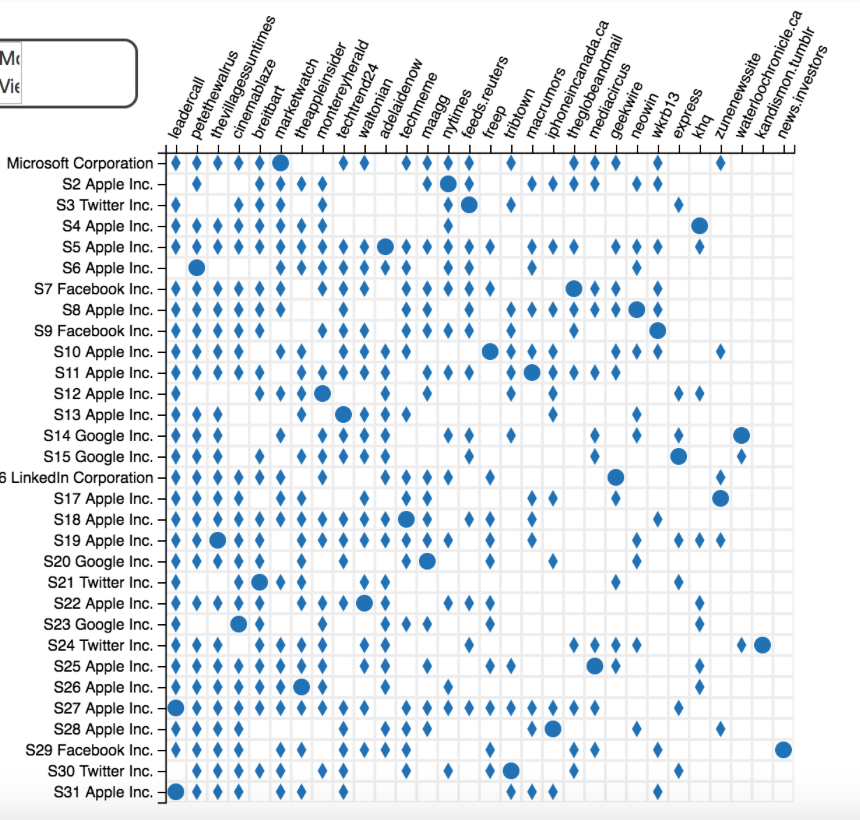 Mo
Vie
leadercall
petethewalrus
thevillagessuntimes
cinemablaze
breitbart
marketwatch
theappleinsider
montereyherald
techtrend24
waltonian
adelaidenow
techmeme
maagg
nytimes
feeds.reuters
freep
tribtown
macrumors
iphoneincanada.ca
theglobeandmail
mediacircus
geekwire
neowin
wkrb13
express
khq
zunenewssite
waterloochronicle.ca
kandismon.tumblr
news.investors
Microsoft Corporation
S2 Apple Inc.
S3 Twitter Inc.
S4 Apple Inc.
S5 Apple Inc.
S6 Apple Inc.
S7 Facebook Inc.
S8 Apple Inc.
S9 Facebook Inc.
S10 Apple Inc.
S11 Apple Inc.
S12 Apple Inc.
S13 Apple Inc.
S14 Google Inc.
S15 Google Inc.
6 LinkedIn Corporation
S17 Apple Inc.
S18 Apple Inc.
S19 Apple Inc.
S20 Google Inc.
S21 Twitter Inc.
S22 Apple Inc.
S23 Google Inc.
S24 Twitter Inc.
S25 Apple Inc.
S26 Apple Inc.
S27 Apple Inc.
S28 Apple Inc.
S29 Facebook Inc.
S30 Twitter Inc.
S31 Apple Inc.